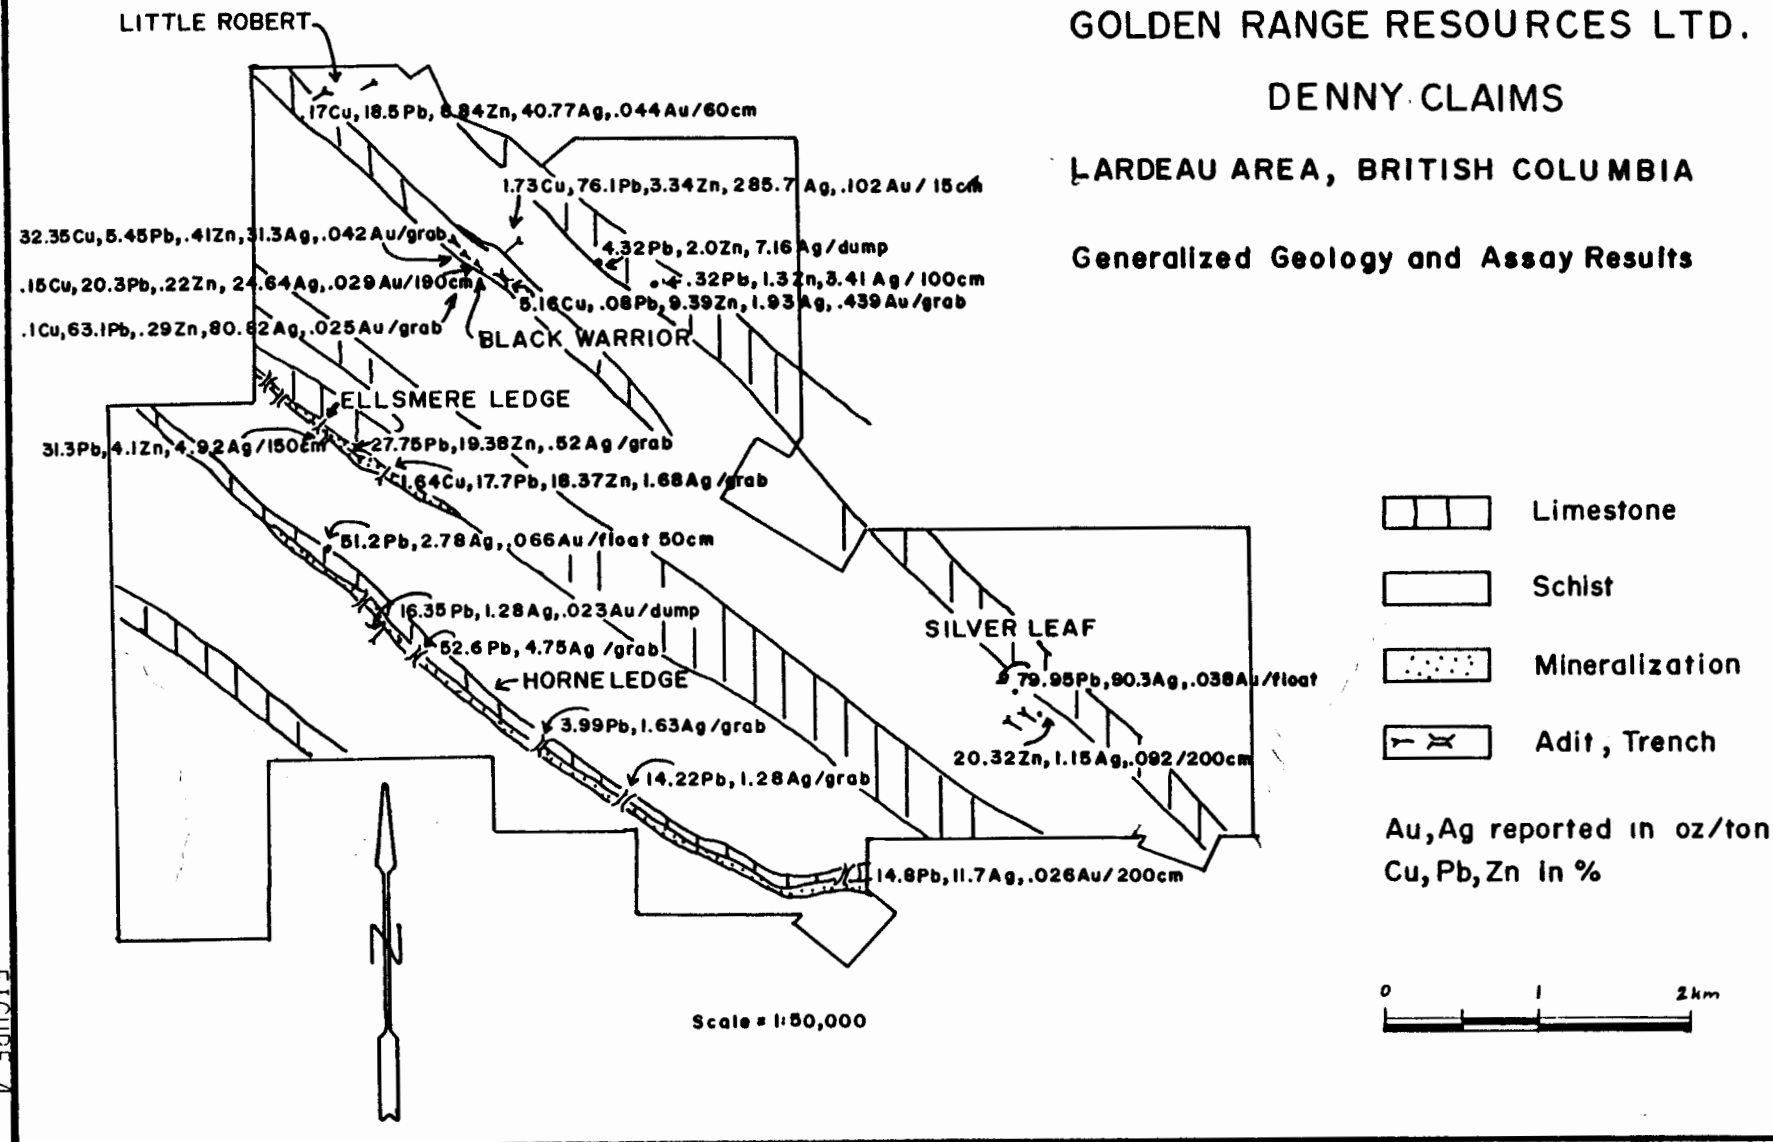 GOLDEN RANGE RESOURCES LTD.
DENNY CLAIMS
LARDEAU AREA, BRITISH COLUMBIA
Generalized Geology and Assay Results
LITTLE ROBERT
.17Cu, 18.5Pb, 6.84Zn, 40.77Ag, .044Au/60cm
1.73Cu, 76.1Pb, 3.34Zn, 285.7Ag, .102Au/15cm
32.35Cu, 5.45Pb, .41Zn, 31.3Ag, .042Au/grab
4.32Pb, 2.0Zn, 7.16Ag/dump
.15Cu, 20.3Pb, .22Zn, 24.64Ag, .029Au/190cm
.32Pb, 1.3Zn, 3.41Ag/100cm
5.16Cu, .08Pb, 9.39Zn, 1.93Ag, .439Au/grab
.1Cu, 63.1Pb, .29Zn, 80.82Ag, .025Au/grab
BLACK WARRIOR
ELLSMERE LEDGE
31.3Pb, 4.1Zn, 4.92Ag/150cm
27.75Pb, 19.38Zn, .52Ag/grab
1.64Cu, 17.7Pb, 18.37Zn, 1.68Ag/grab
51.2Pb, 2.78Ag, .066Au/float 50cm
16.35Pb, 1.28Ag, .023Au/dump
52.6Pb, 4.75Ag/grab
HORNE LEDGE
3.99Pb, 1.63Ag/grab
14.22Pb, 1.28Ag/grab
14.8Pb, 11.7Ag, .026Au/200cm
SILVER LEAF
79.95Pb, 90.3Ag, .038Au/float
20.32Zn, 1.15Ag, .092/200cm
Limestone
Schist
Mineralization
Adit, Trench
Au, Ag reported in oz/ton
Cu, Pb, Zn in %
0 1 2km
Scale = 1:50,000
N